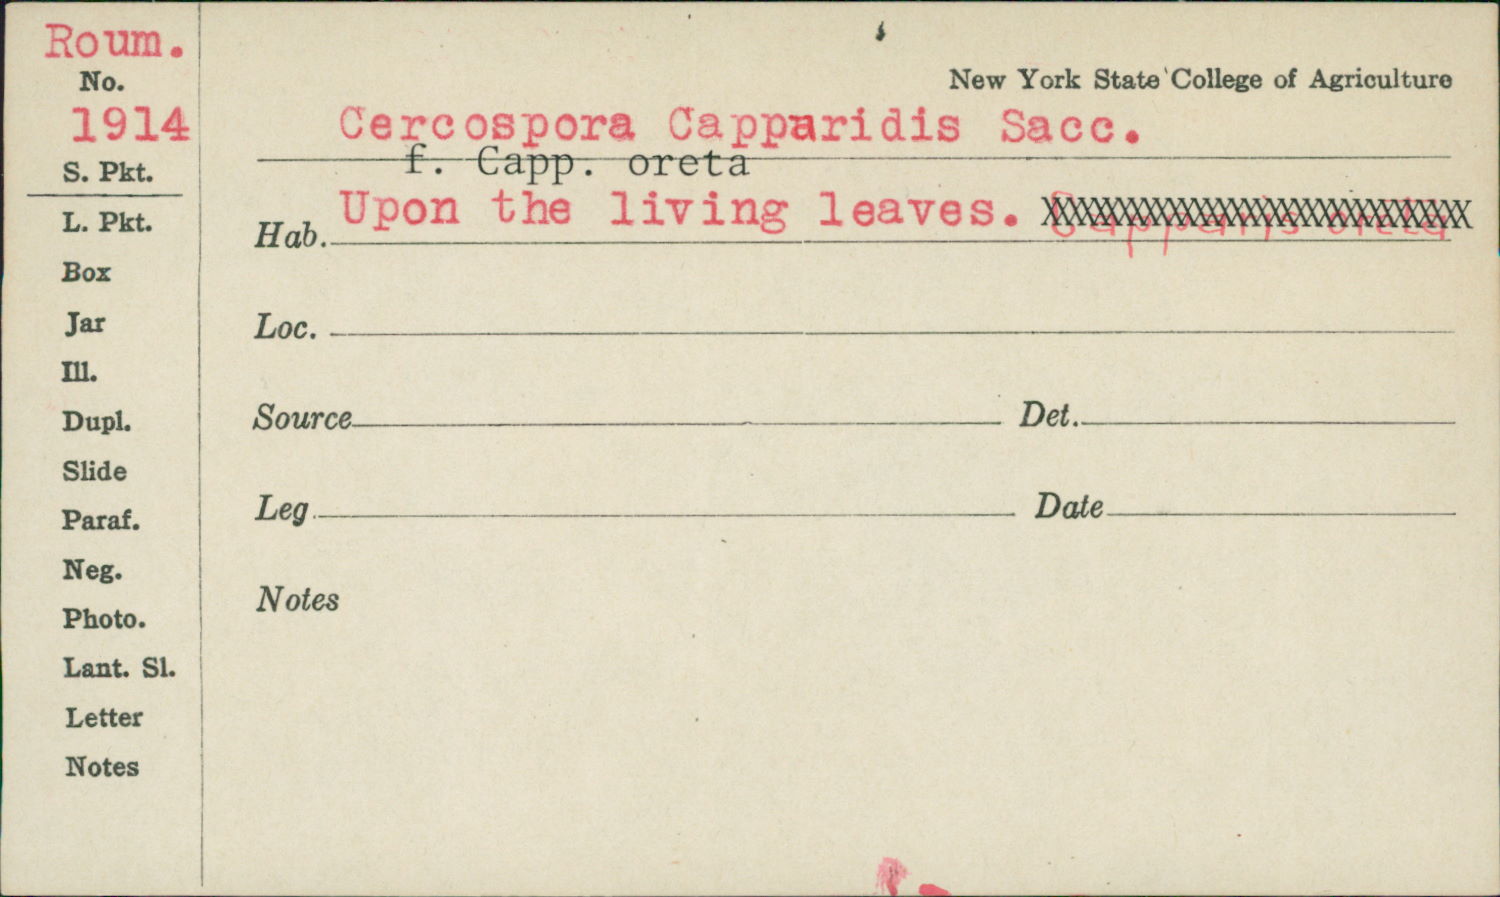 Roum.
No.
1914
S. Pkt.
L. Pkt.
Box
Jar
Ill.
Dupl.
Slide
Paraf.
Neg.
Photo.
Lant. Sl.
Letter
Notes
New York State College of Agriculture
Cercospora Capparidis Sacc.
f. Capp. oreta
Hab. Upon the living leaves. Capparis oreta
Loc.
Source Det.
Leg. Date
Notes